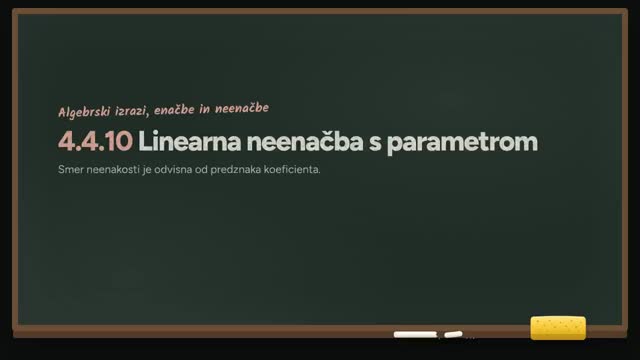 Algebrski izrazi, enačbe in neenačbe
4.4.10 Linearna neenačba s parametrom
Smer neenakosti je odvisna od predznaka koeficienta.